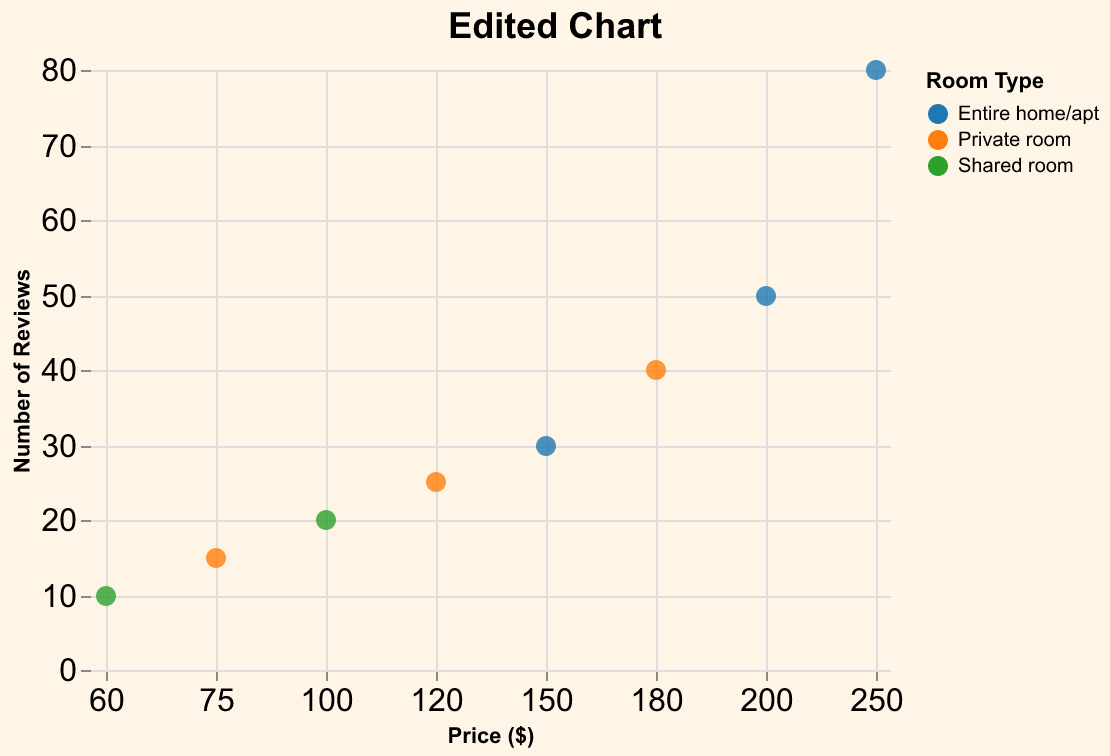 Edited Chart
80
70
60
50
40
30
20
10
0
Number of Reviews
60 75 100 120 150 180 200 250
Price ($)
Room Type
Entire home/apt
Private room
Shared room